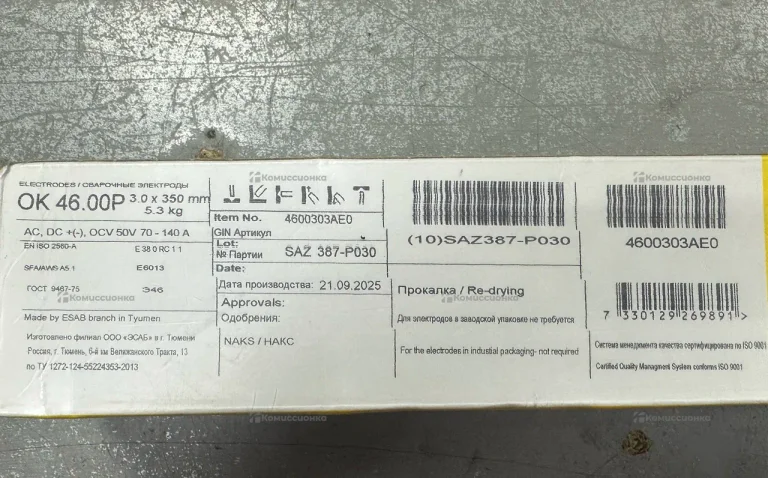 Комиссионка
Комиссионка
Комиссионка
ELECTRODES / СВАРОЧНЫЕ ЭЛЕКТРОДЫ
OK 46.00P 3.0 x 350 mm
5.3 kg
AC, DC +(-), OCV 50V 70 - 140 A
EN ISO 2560-A E 38 0 RC 1 1
SFA/AWS A5 1 E6013
ГОСТ 9467-75 Э46
Комиссионка
Made by ESAB branch in Tyumen
Изготовлено филиал ООО «ЭСАБ» в г. Тюмени
Россия, г. Тюмень, 6-й км Велижанского Тракта, 13
по ТУ 1272-124-55224353-2013
Item No. 4600303AE0
GIN Артикул
Lot:
№ Партии SAZ 387-P030
Date:
Дата производства: 21.09.2025
Approvals:
Одобрения:
NAKS / НАКС
(10)SAZ387-P030
Прокалка / Re-drying
Комиссионка
Для электродов в заводской упаковке не требуется
For the electrodes in industial packaging- not required
4600303AE0
7 330129 269891 >
Система менеджмента качества сертифицирована по ISO 9001
Certified Quality Managment System conforms ISO 9001
Комиссионка
Комиссионка
Комиссионка